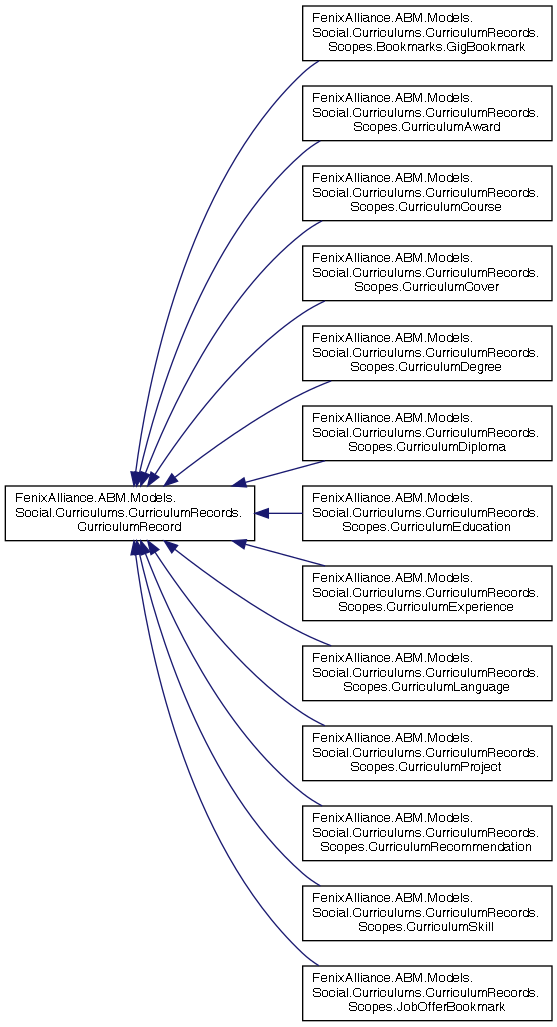 FenixAlliance.ABM.Models.
Social.Curriculums.CurriculumRecords.
Scopes.Bookmarks.GigBookmark
FenixAlliance.ABM.Models.
Social.Curriculums.CurriculumRecords.
Scopes.CurriculumAward
FenixAlliance.ABM.Models.
Social.Curriculums.CurriculumRecords.
Scopes.CurriculumCourse
FenixAlliance.ABM.Models.
Social.Curriculums.CurriculumRecords.
Scopes.CurriculumCover
FenixAlliance.ABM.Models.
Social.Curriculums.CurriculumRecords.
Scopes.CurriculumDegree
FenixAlliance.ABM.Models.
Social.Curriculums.CurriculumRecords.
Scopes.CurriculumDiploma
FenixAlliance.ABM.Models.
Social.Curriculums.CurriculumRecords.
CurriculumRecord
FenixAlliance.ABM.Models.
Social.Curriculums.CurriculumRecords.
Scopes.CurriculumEducation
FenixAlliance.ABM.Models.
Social.Curriculums.CurriculumRecords.
Scopes.CurriculumExperience
FenixAlliance.ABM.Models.
Social.Curriculums.CurriculumRecords.
Scopes.CurriculumLanguage
FenixAlliance.ABM.Models.
Social.Curriculums.CurriculumRecords.
Scopes.CurriculumProject
FenixAlliance.ABM.Models.
Social.Curriculums.CurriculumRecords.
Scopes.CurriculumRecommendation
FenixAlliance.ABM.Models.
Social.Curriculums.CurriculumRecords.
Scopes.CurriculumSkill
FenixAlliance.ABM.Models.
Social.Curriculums.CurriculumRecords.
Scopes.JobOfferBookmark